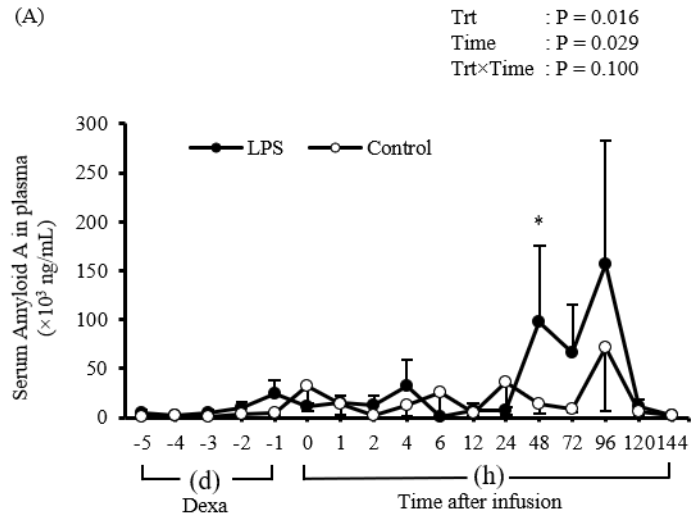 (A)
Trt : P = 0.016
Time : P = 0.029
Trt×Time : P = 0.100
Serum Amyloid A in plasma
(×10³ ng/mL)
300
250
200
150
100
50
0
LPS
Control
*
-5 -4 -3 -2 -1 0 1 2 4 6 12 24 48 72 96 120 144
(d) (h)
Dexa Time after infusion